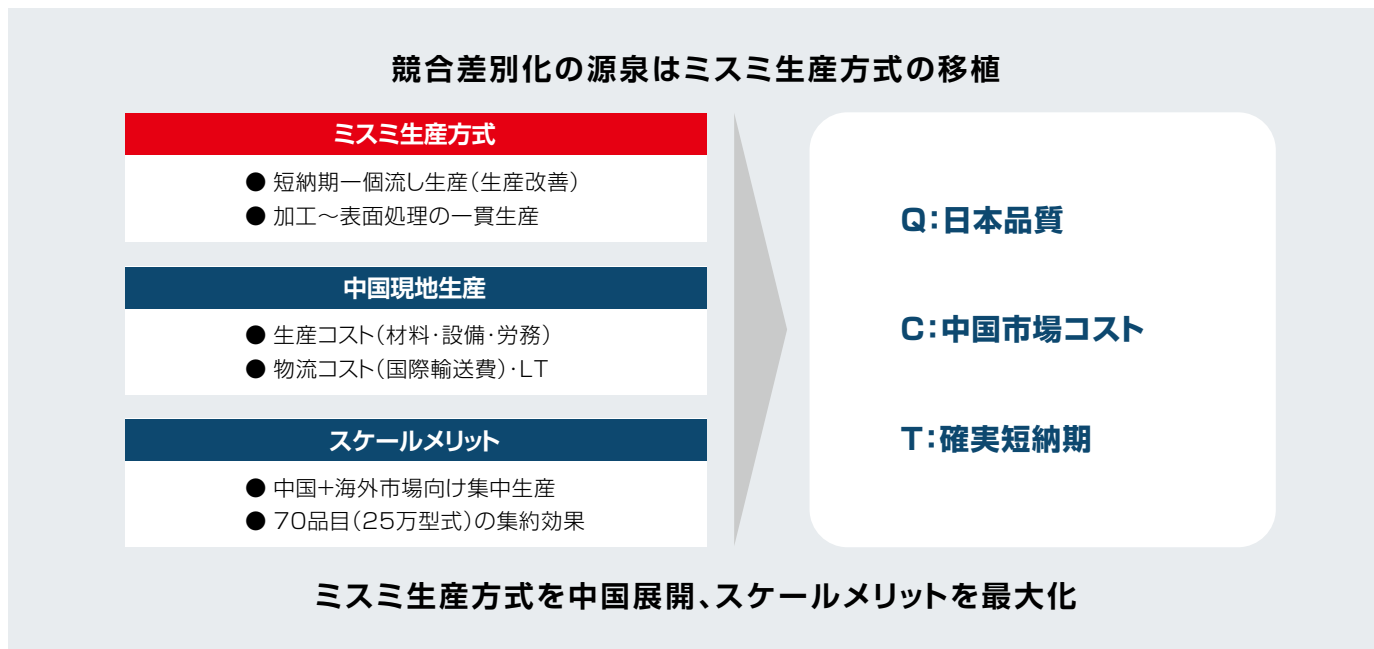 競合差別化の源泉はミスミ生産方式の移植
ミスミ生産方式
● 短納期一個流し生産(生産改善)
● 加工～表面処理の一貫生産
中国現地生産
● 生産コスト(材料・設備・労務)
● 物流コスト(国際輸送費)・LT
スケールメリット
● 中国+海外市場向け集中生産
● 70品目(25万型式)の集約効果
Q:日本品質
C:中国市場コスト
T:確実短納期
ミスミ生産方式を中国展開、スケールメリットを最大化